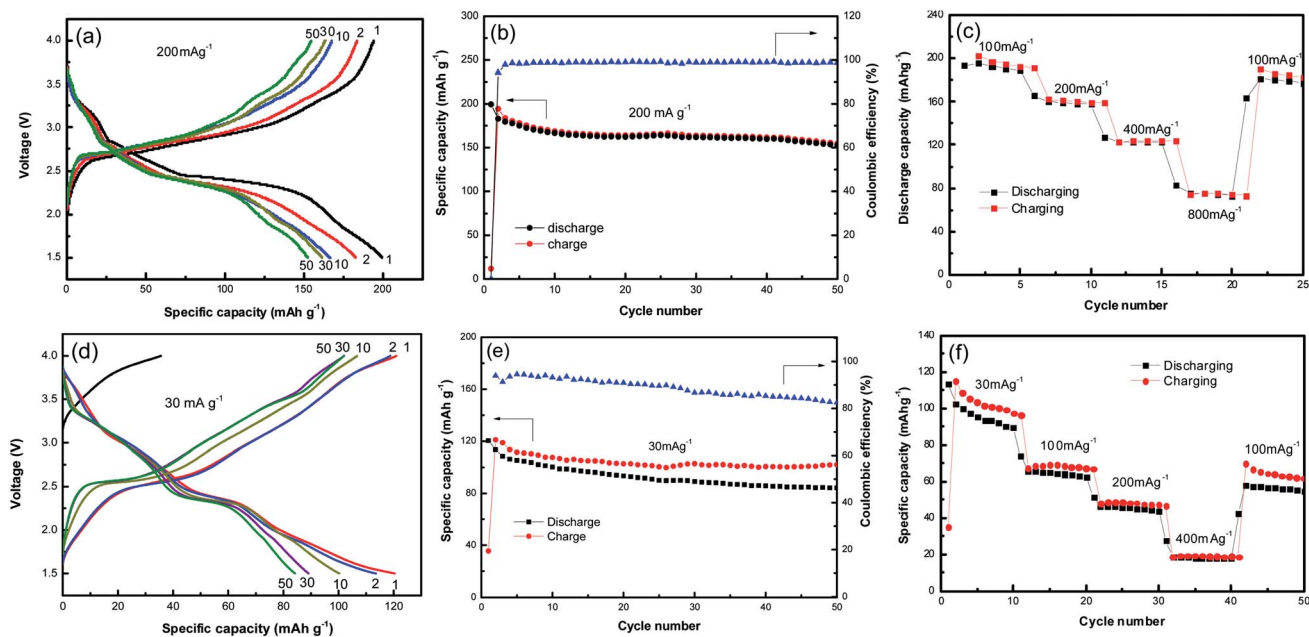 (a)
200mAg-1
50 30 10 2 1
4.0
3.5
3.0
2.5
2.0
1.5
Voltage (V)
50 30 10 2 1
0 50 100 150 200
Specific capacity (mAh g-1)
(b)
300
250
200
150
100
50
0
Specific capacity (mAh g-1)
200 mA g-1
discharge
charge
120
100
80
60
40
20
0
Coulombic efficiency (%)
0 10 20 30 40 50
Cycle number
(c)
240
200
160
120
80
40
0
Discharge capacity (mAhg-1)
100mAg-1
200mAg-1
400mAg-1
800mAg-1
100mAg-1
Discharging
Charging
0 5 10 15 20 25
Cycle number
(d)
30 mA g-1
50 30 10 2 1
4.0
3.5
3.0
2.5
2.0
1.5
Voltage (V)
50 30 10 2 1
0 20 40 60 80 100 120
Specific capacity (mAh g-1)
(e)
200
160
120
80
40
0
Specific capacity (mAh g-1)
30mAg-1
Discharge
Charge
100
80
60
40
20
0
Coulombic efficiency (%)
0 10 20 30 40 50
Cycle number
(f)
140
120
100
80
60
40
20
0
Specific capacity (mAhg-1)
Discharging
Charging
30mAg-1
100mAg-1
200mAg-1
400mAg-1
100mAg-1
0 10 20 30 40 50
Cycle number